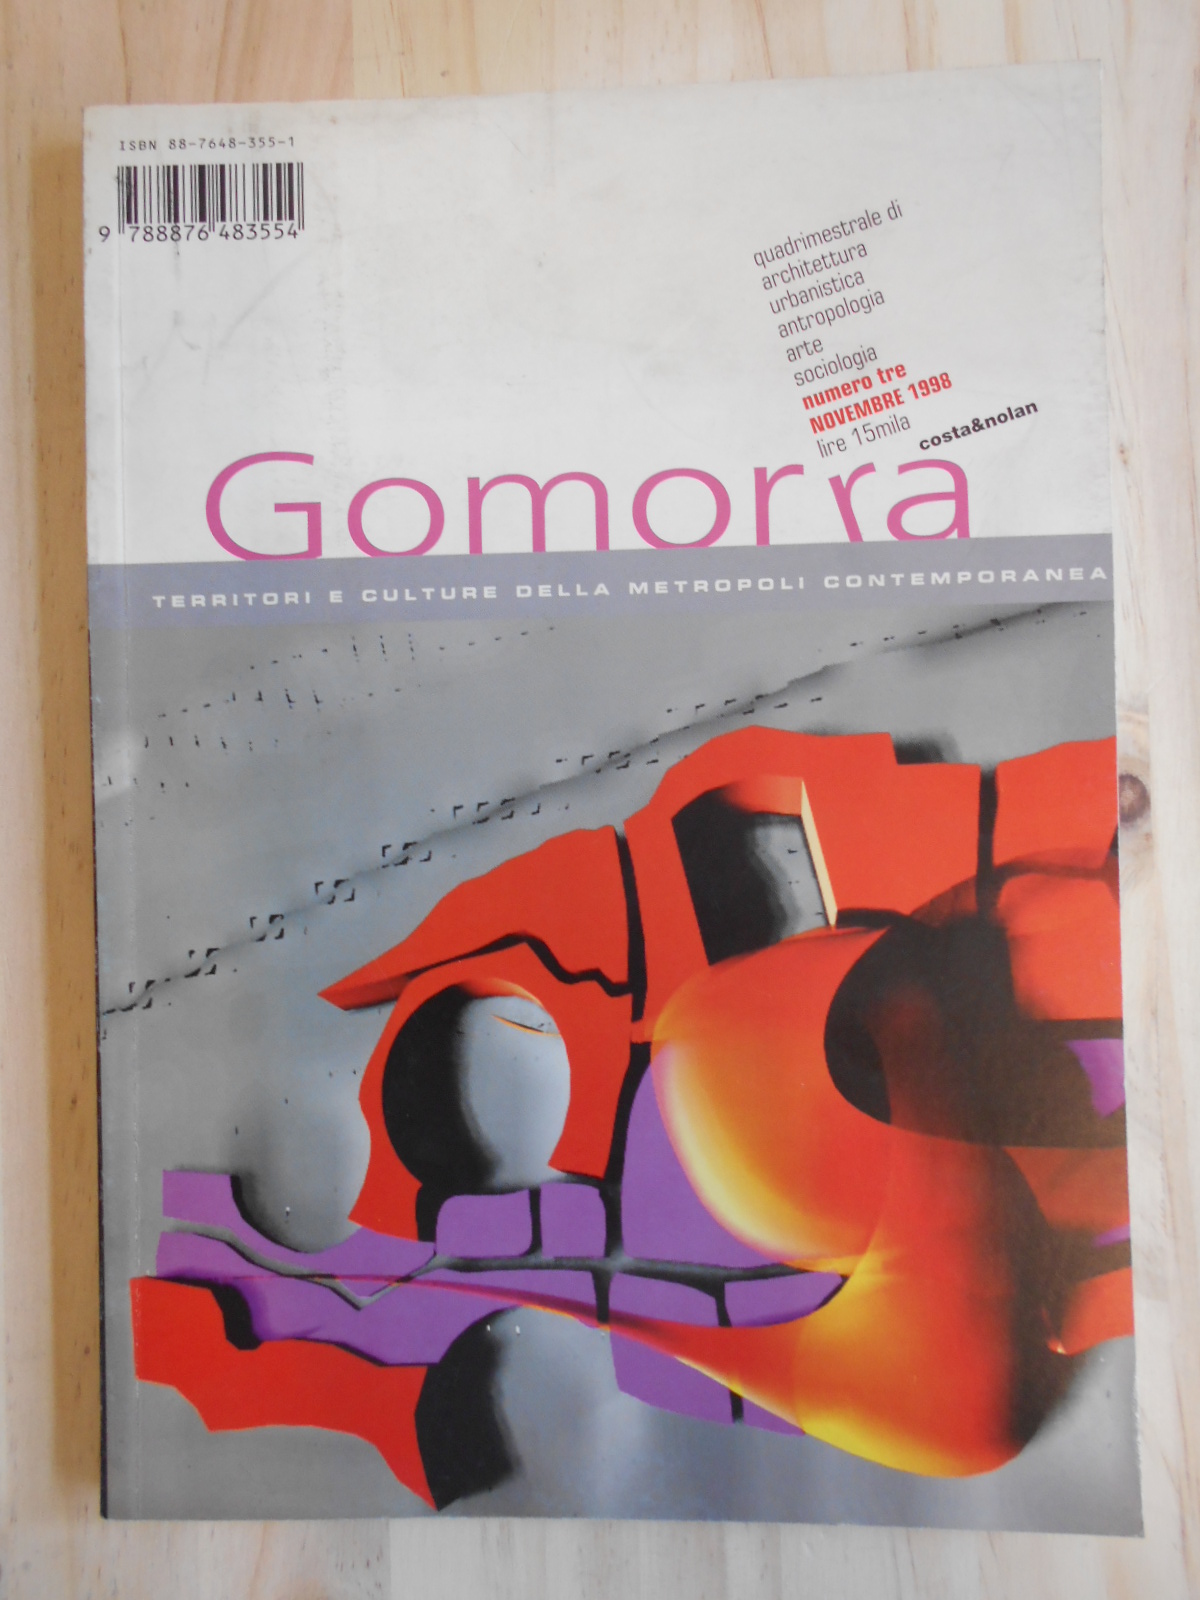 ISBN 88-7648-355-1
9 788876 483554
quadrimestrale di
architettura
urbanistica
antropologia
arte
sociologia
numero tre
NOVEMBRE 1998
lire 15mila
costa&nolan
Gomorra
TERRITORI E CULTURE DELLA METROPOLI CONTEMPORANEA